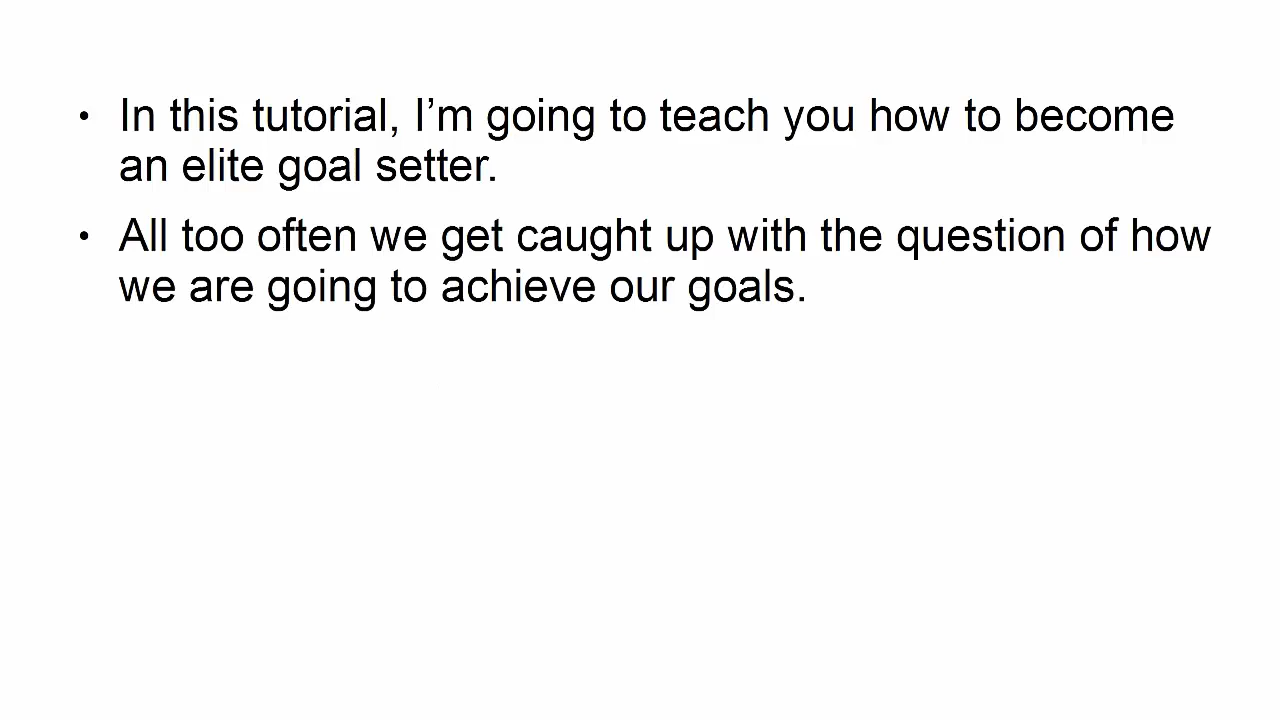 • In this tutorial, I’m going to teach you how to become
an elite goal setter.
• All too often we get caught up with the question of how
we are going to achieve our goals.